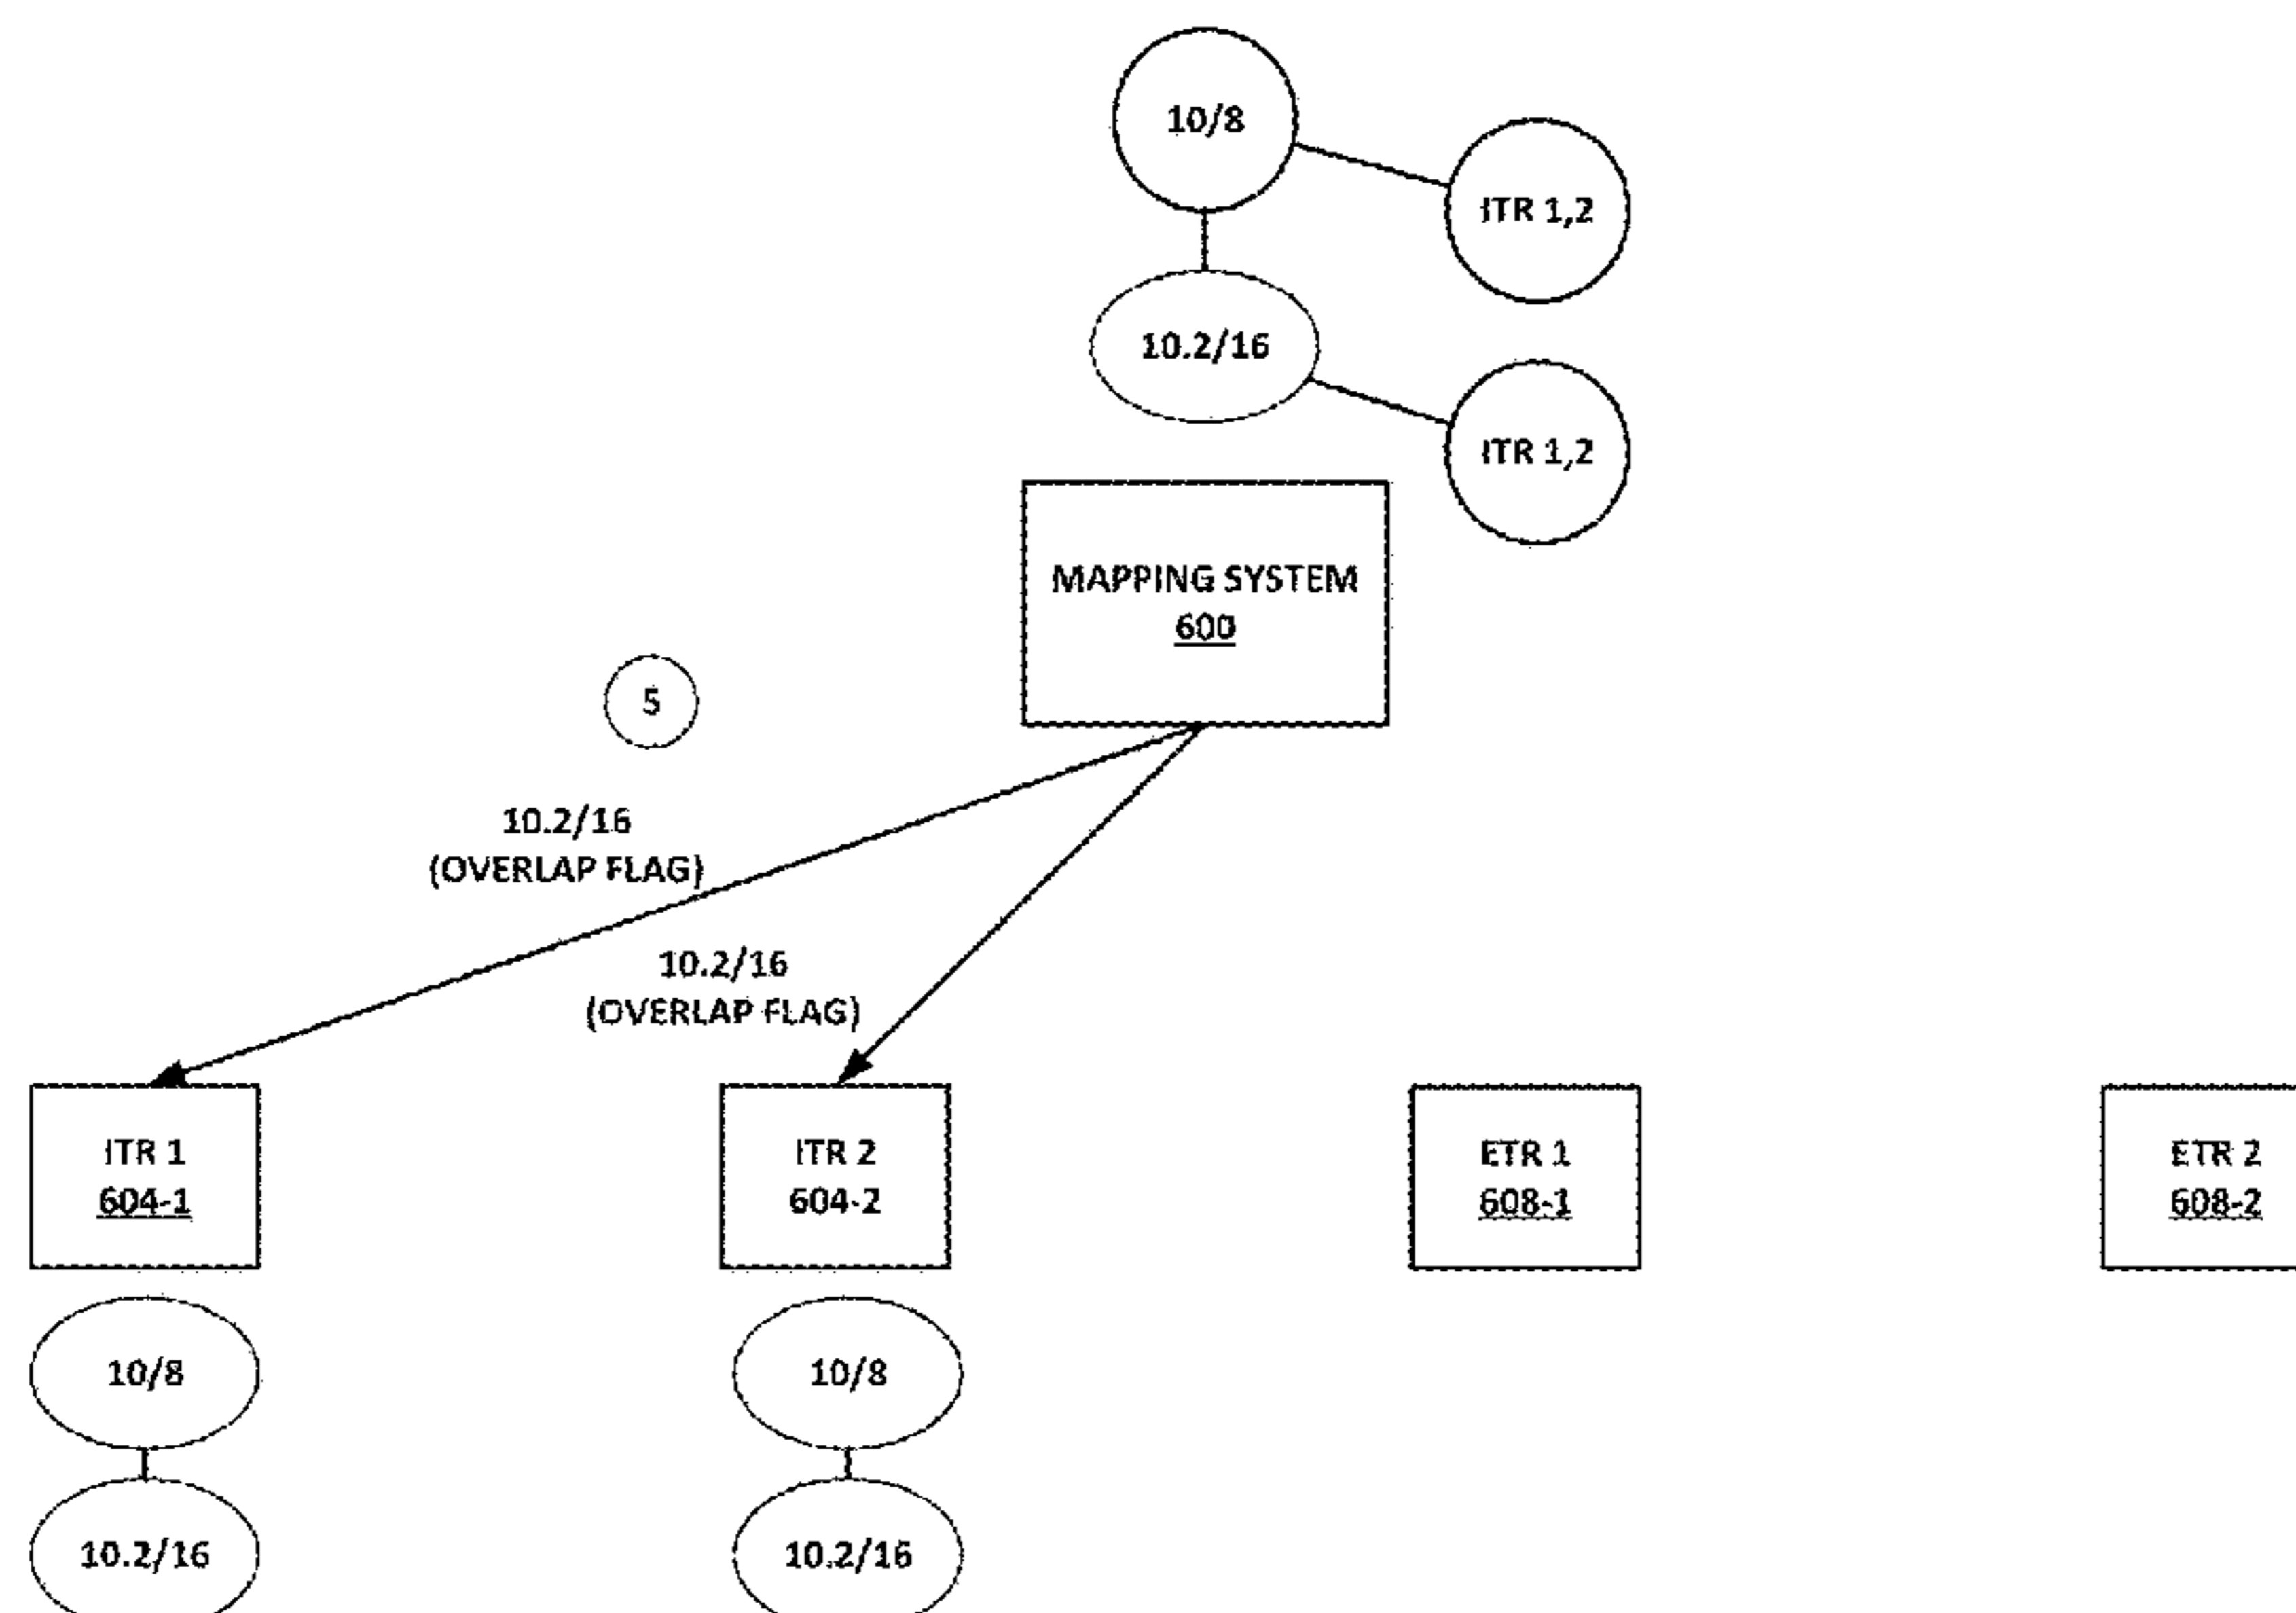 10/8
ITR 1,2
10.2/16
ITR 1,2
MAPPING SYSTEM
600
5
10.2/16
(OVERLAP FLAG)
10.2/16
(OVERLAP FLAG)
ITR 1
604-1
ITR 2
604-2
ETR 1
608-1
ETR 2
608-2
10/8
10/8
10.2/16
10.2/16